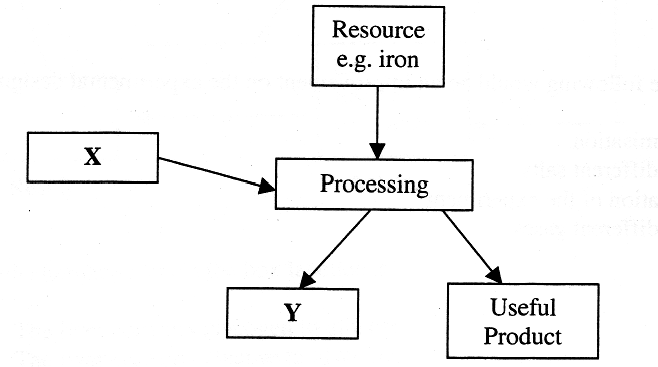 Resource
e.g. iron
X
Processing
Y
Useful
Product